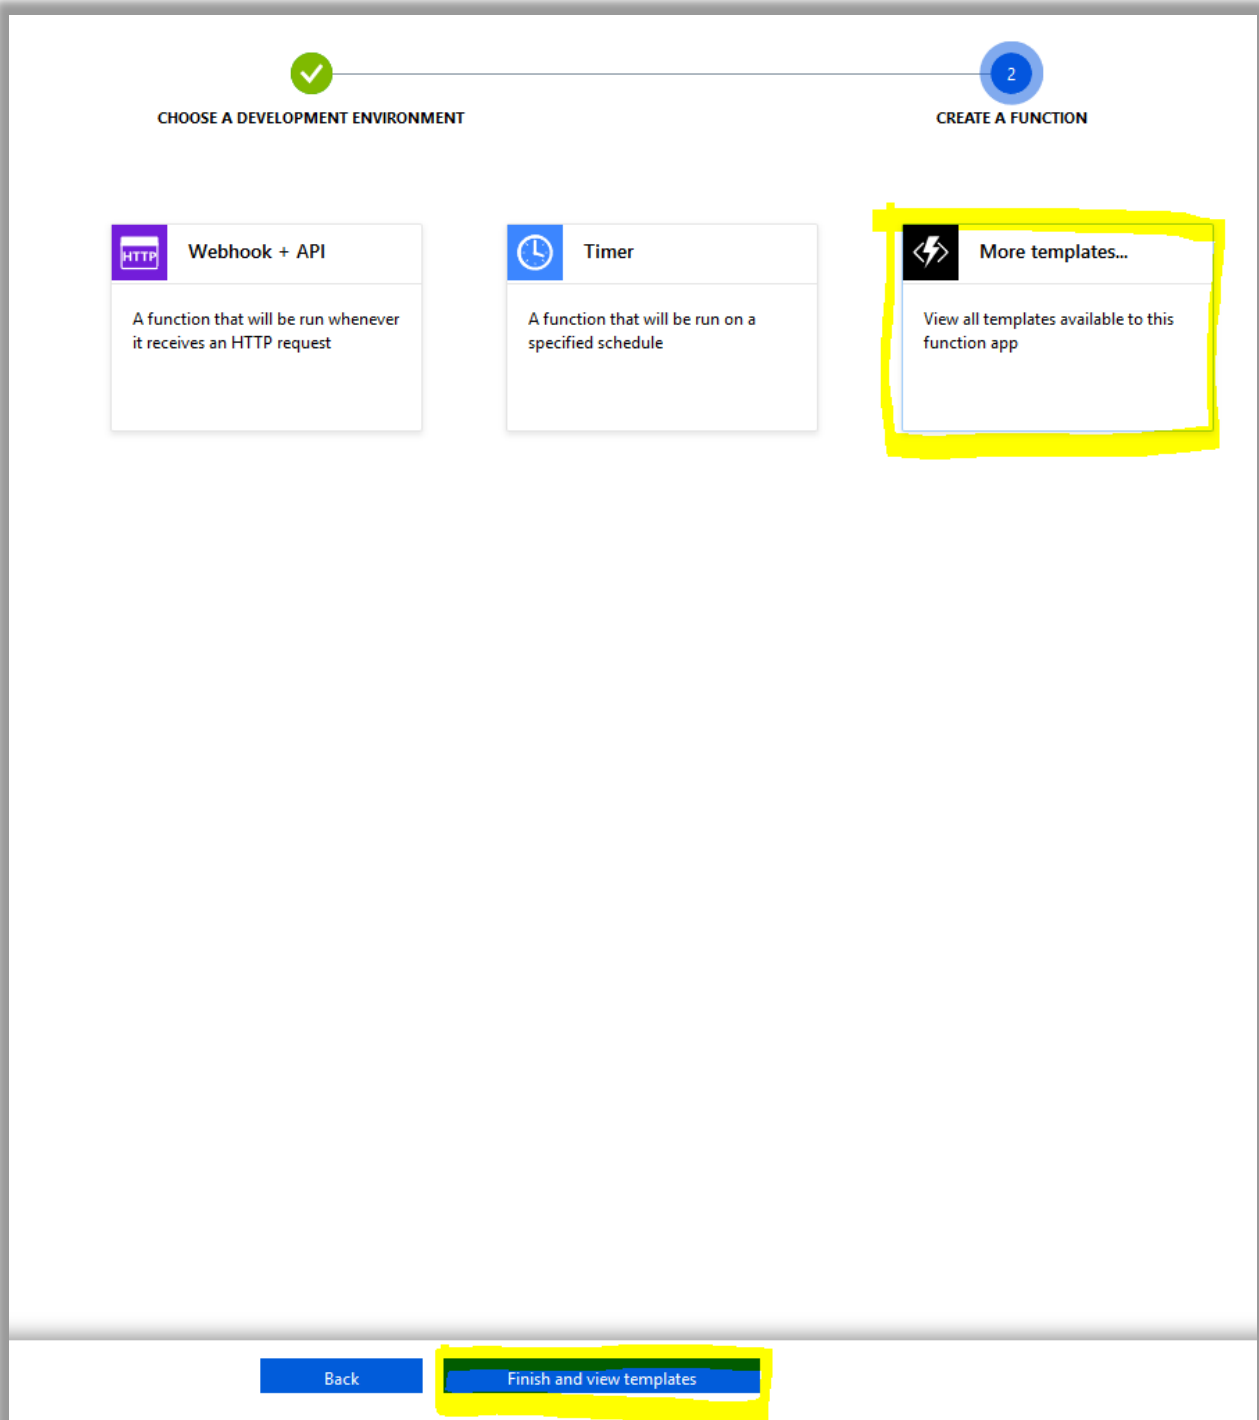 2
CHOOSE A DEVELOPMENT ENVIRONMENT
CREATE A FUNCTION
HTTP
Webhook + API
A function that will be run whenever
it receives an HTTP request
Timer
A function that will be run on a
specified schedule
More templates...
View all templates available to this
function app
Back
Finish and view templates